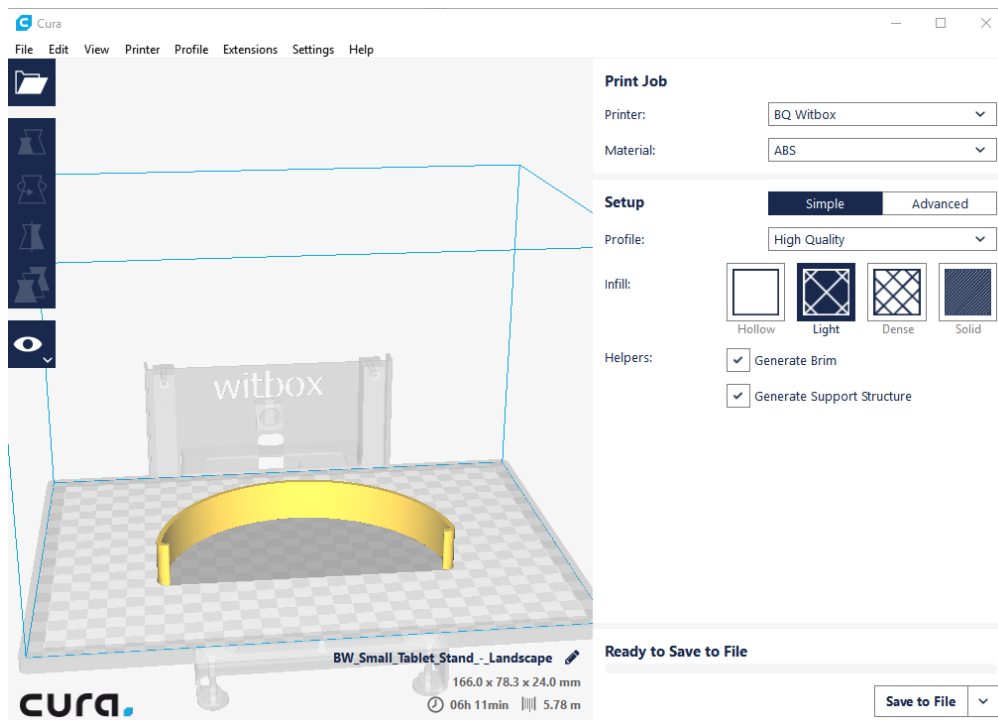 Cura
File Edit View Printer Profile Extensions Settings Help
Print Job
Printer: BQ Witbox
Material: ABS
Setup Simple Advanced
Profile: High Quality
Infill:
Hollow Light Dense Solid
Helpers: Generate Brim
Generate Support Structure
witbox
BW_Small_Tablet_Stand_-_Landscape
166.0 x 78.3 x 24.0 mm
06h 11min 5.78 m
cura.
Ready to Save to File
Save to File